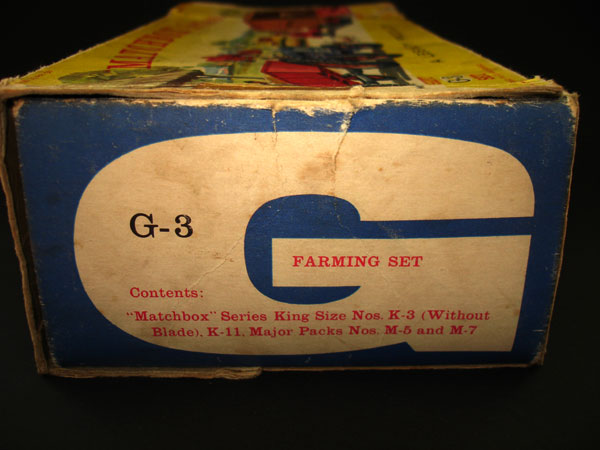 G-3
FARMING SET
Contents:
"Matchbox" Series King Size Nos. K-3 (Without
Blade), K-11, Major Packs Nos. M-5 and M-7